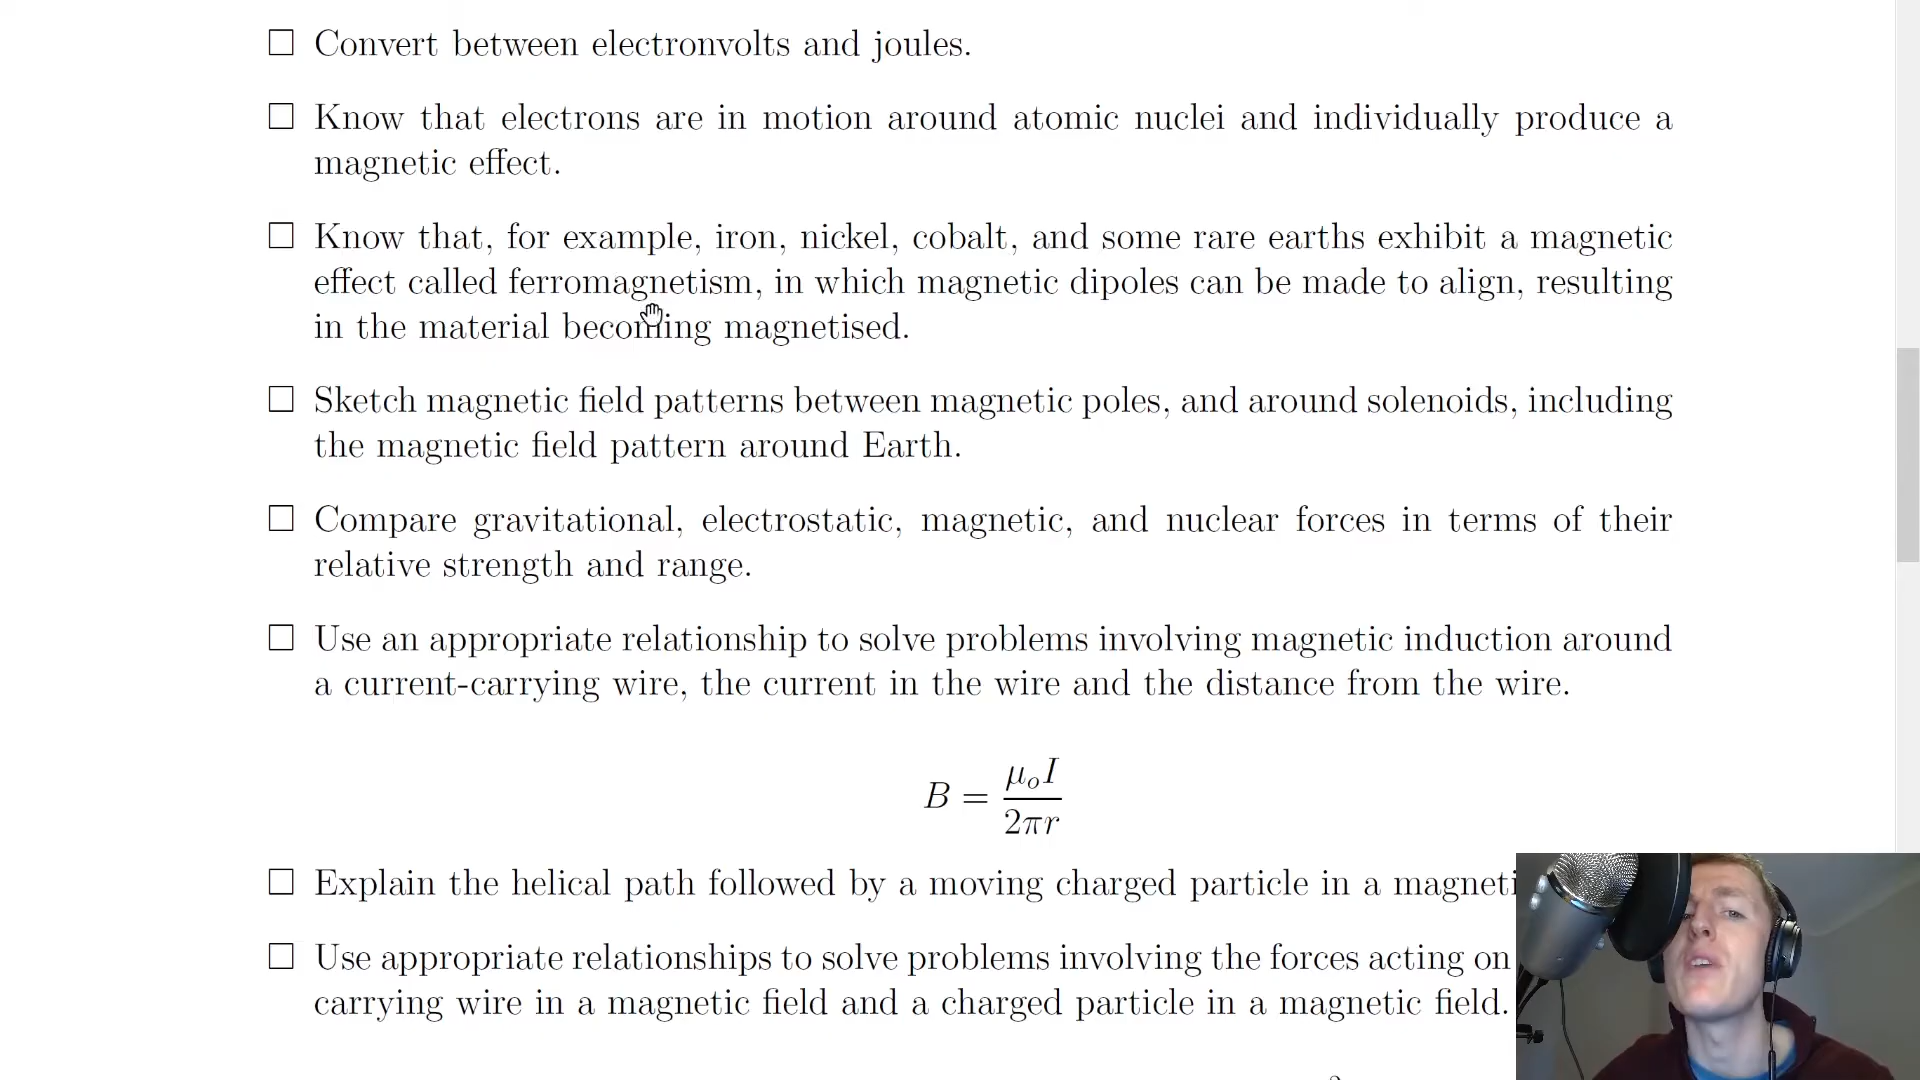 Convert between electronvolts and joules.
Know that electrons are in motion around atomic nuclei and individually produce a
magnetic effect.
Know that, for example, iron, nickel, cobalt, and some rare earths exhibit a magnetic
effect called ferromagnetism, in which magnetic dipoles can be made to align, resulting
in the material becoming magnetised.
Sketch magnetic field patterns between magnetic poles, and around solenoids, including
the magnetic field pattern around Earth.
Compare gravitational, electrostatic, magnetic, and nuclear forces in terms of their
relative strength and range.
Use an appropriate relationship to solve problems involving magnetic induction around
a current-carrying wire, the current in the wire and the distance from the wire.
B = μₒI / 2πr
Explain the helical path followed by a moving charged particle in a magneti
Use appropriate relationships to solve problems involving the forces acting on
carrying wire in a magnetic field and a charged particle in a magnetic field.